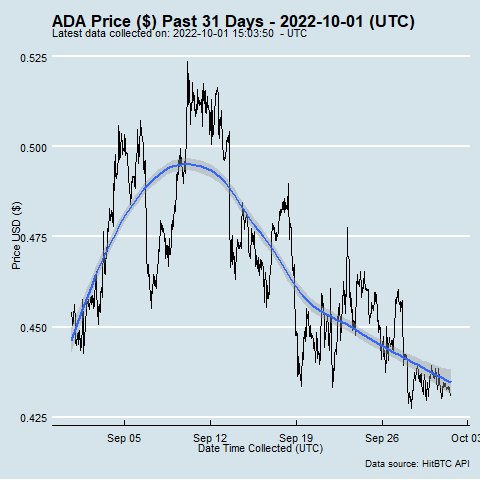 ADA Price ($) Past 31 Days - 2022-10-01 (UTC)
Latest data collected on: 2022-10-01 15:03:50  - UTC
0.525
0.500
0.475
0.450
0.425
Price USD ($)
Sep 05
Sep 12
Sep 19
Sep 26
Oct 03
Date Time Collected (UTC)
Data source: HitBTC API